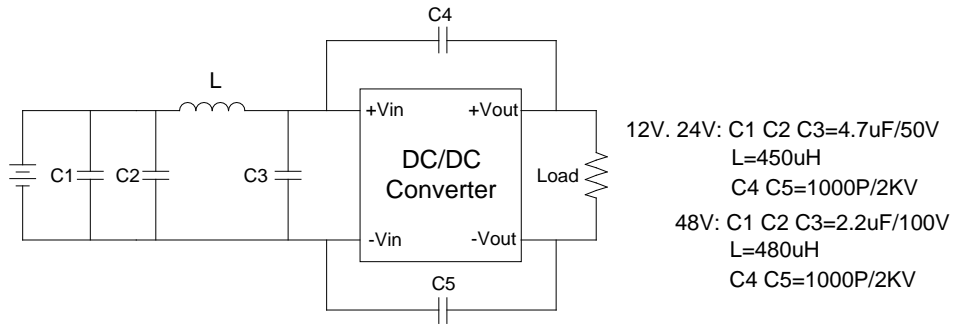 C4
L
+Vin
+Vout
C1
C2
C3
DC/DC
Converter
Load
-Vin
-Vout
C5
12V. 24V: C1 C2 C3=4.7uF/50V
L=450uH
C4 C5=1000P/2KV
48V: C1 C2 C3=2.2uF/100V
L=480uH
C4 C5=1000P/2KV